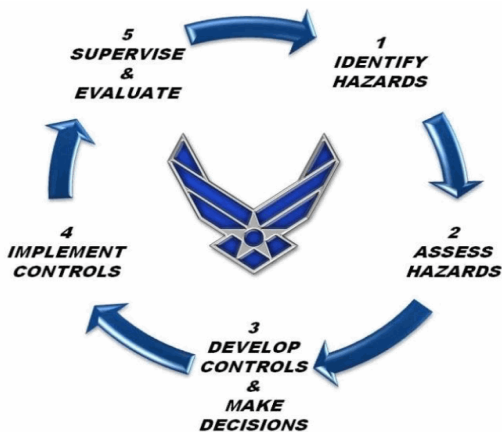 1
IDENTIFY
HAZARDS
2
ASSESS
HAZARDS
3
DEVELOP
CONTROLS
&
MAKE
DECISIONS
4
IMPLEMENT
CONTROLS
5
SUPERVISE
&
EVALUATE